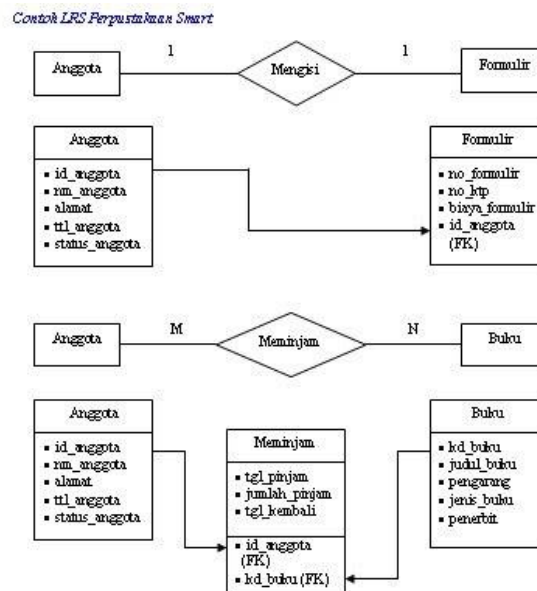 Contoh LRS Perpustakaan Smart
Anggota 1 Mengisi 1 Formulir
Anggota
▪ id_anggota
▪ nm_anggota
▪ alamat
▪ ttl_anggota
▪ status_anggota
Formulir
▪ no_formulir
▪ no_ktp
▪ biaya_formulir
▪ id_anggota
(FK)
Anggota M Meminjam N Buku
Anggota
▪ id_anggota
▪ nm_anggota
▪ alamat
▪ ttl_anggota
▪ status_anggota
Meminjam
▪ tgl_pinjam
▪ jumlah_pinjam
▪ tgl_kembali
▪ id_anggota
(FK)
▪ kd_buku (FK)
Buku
▪ kd_buku
▪ judul_buku
▪ pengarang
▪ jenis_buku
▪ penerbit